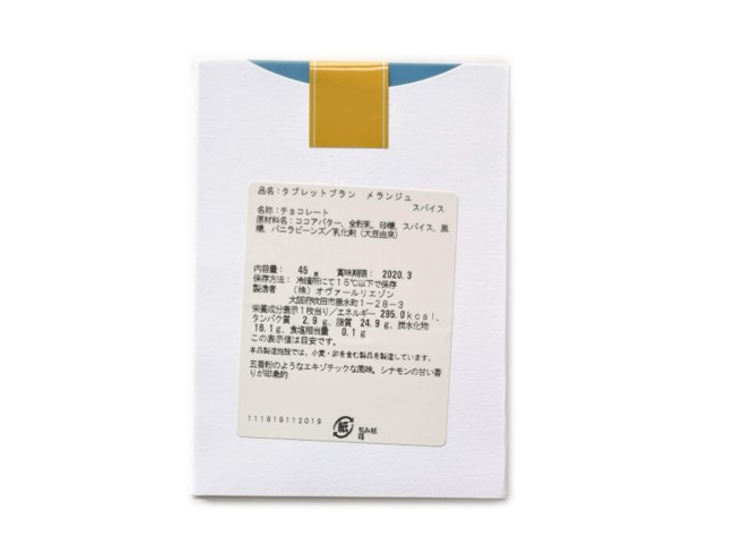 品名：タブレットブラン　メランジュ
スパイス
名称：チョコレート
原材料名：ココアバター、全粉乳、砂糖、スパイス、黒
糖、バニラビーンズ／乳化剤（大豆由来）
内容量：　45 g　賞味期限：　2020.3
保存方法：　冷暗所にて15℃以下で保存
製造者　（株）オヴァールリエゾン
大阪府吹田市垂水町1－28－3
栄養成分表示1枚当り／エネルギー　295.0kcal、
タンパク質　2.9g、脂質　24.9g、炭水化物
16.1g、食塩相当量　0.1g
この表示値は目安です。
本品製造施設では、小麦・卵を含む製品を製造しています。
五香粉のようなエキゾチックな風味。シナモンの甘い香
りが印象的
111919112019
紙
包み紙
箱